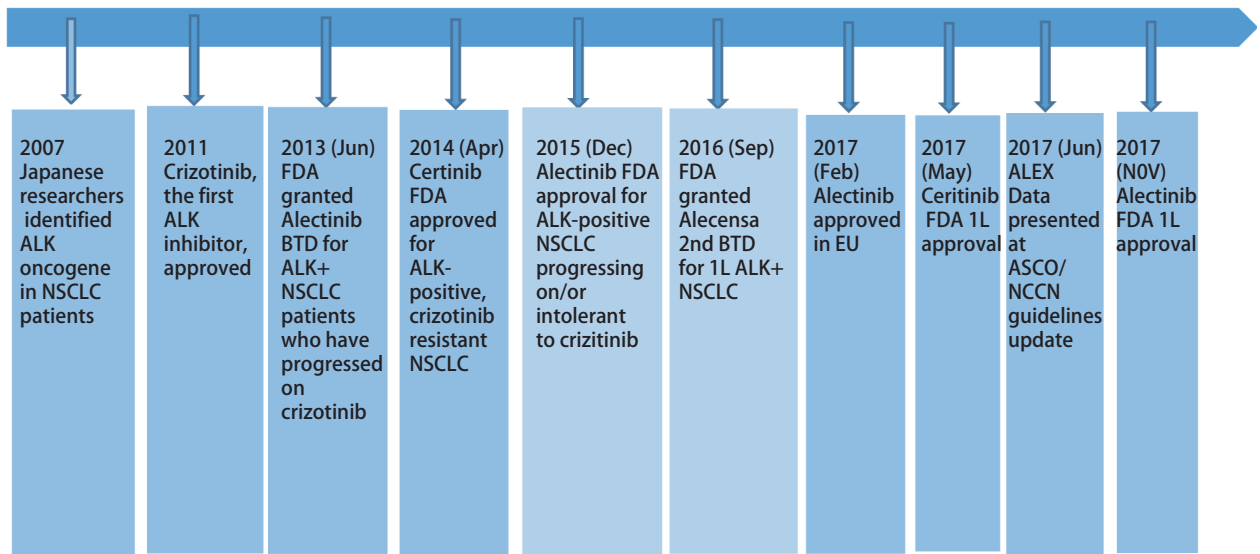 2007
Japanese
researchers
identified
ALK
oncogene
in NSCLC
patients
2011
Crizotinib,
the first
ALK
inhibitor,
approved
2013 (Jun)
FDA
granted
Alectinib
BTD for
ALK+
NSCLC
patients
who have
progressed
on
crizotinib
2014 (Apr)
Certinib
FDA
approved
for
ALK-
positive,
crizotinib
resistant
NSCLC
2015 (Dec)
Alectinib FDA
approval for
ALK-positive
NSCLC
progressing
on/or
intolerant
to crizitinib
2016 (Sep)
FDA
granted
Alecensa
2nd BTD
for 1L ALK+
NSCLC
2017
(Feb)
Alectinib
approved
in EU
2017
(May)
Ceritinib
FDA 1L
approval
2017 (Jun)
ALEX
Data
presented
at
ASCO/
NCCN
guidelines
update
2017
(N0V)
Alectinib
FDA 1L
approval